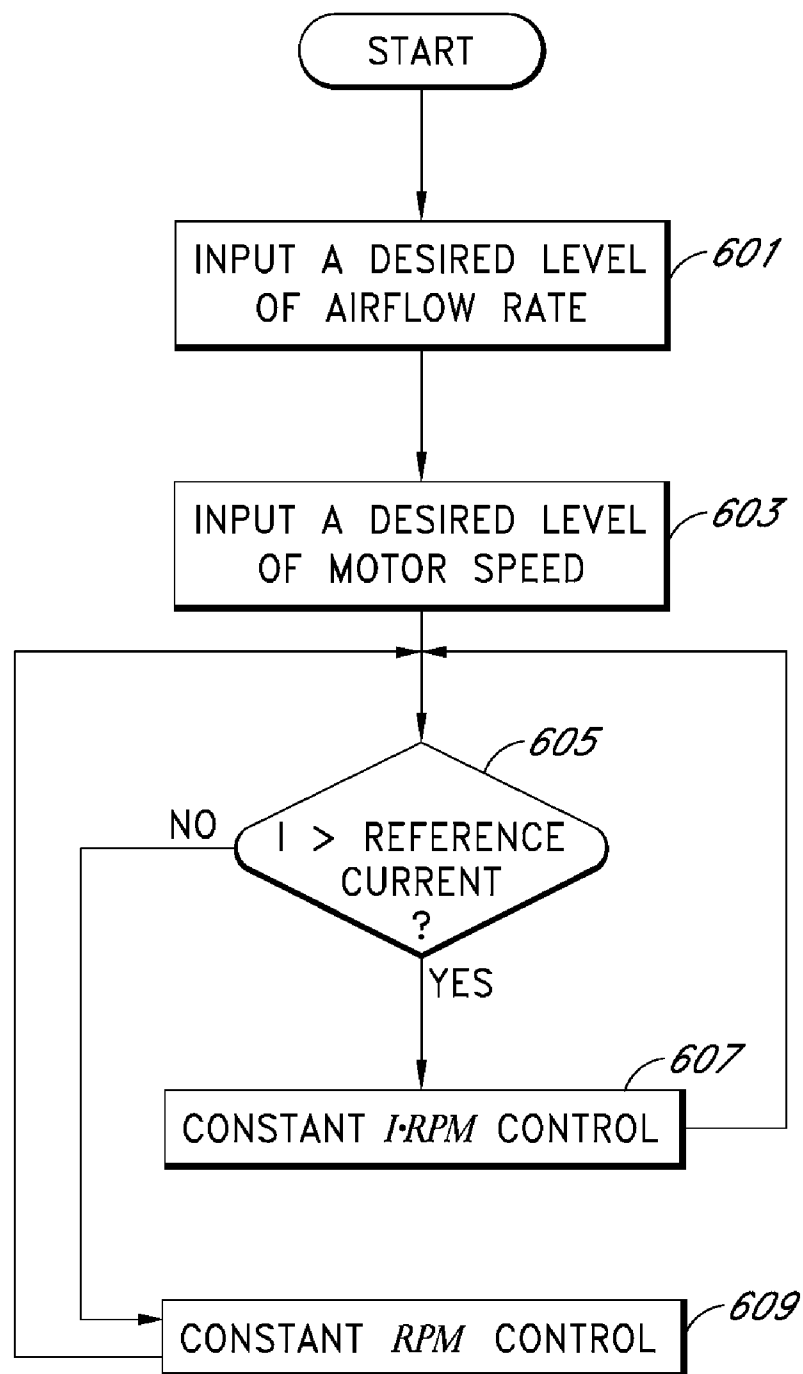 START
INPUT A DESIRED LEVEL
OF AIRFLOW RATE
601
INPUT A DESIRED LEVEL
OF MOTOR SPEED
603
605
NO
I > REFERENCE
CURRENT
?
YES
607
CONSTANT I·RPM CONTROL
609
CONSTANT RPM CONTROL